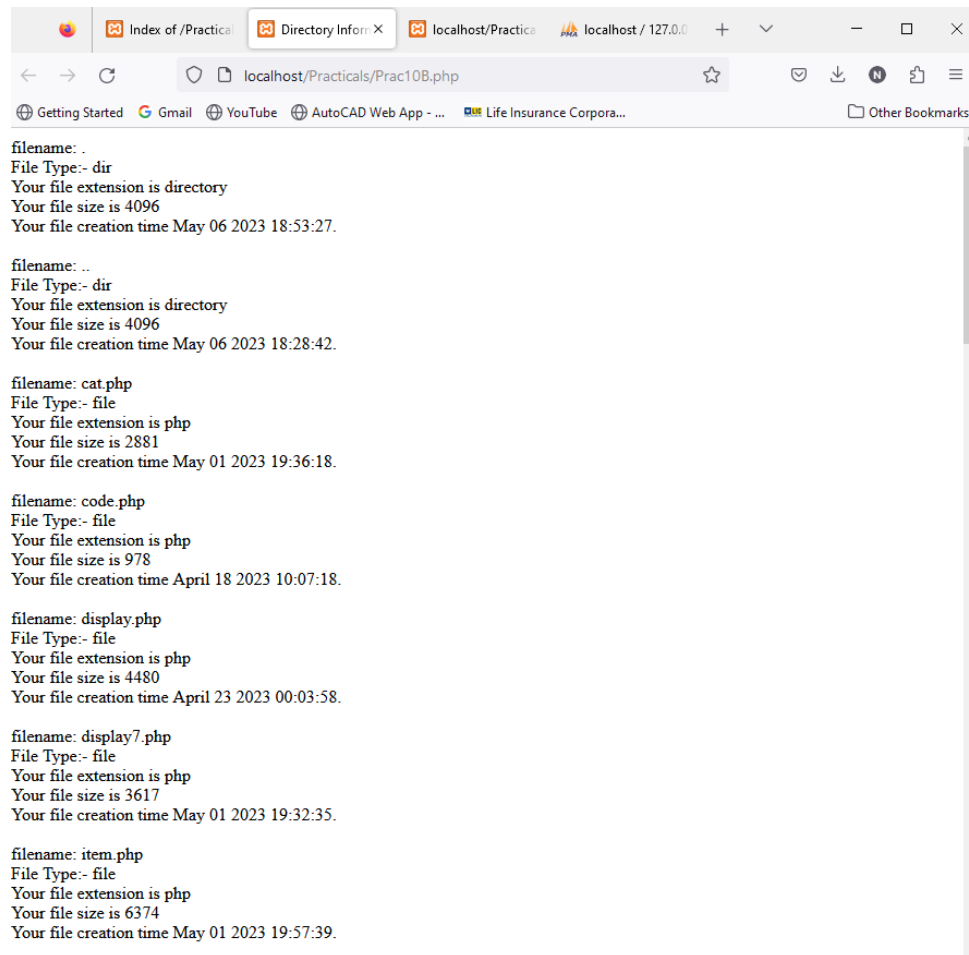 Index of /Practical
Directory Inform
localhost/Practica
localhost / 127.0.0
localhost/Practicals/Prac10B.php
N
Getting Started
Gmail
YouTube
AutoCAD Web App - ...
Life Insurance Corpora...
Other Bookmarks
filename: .
File Type:- dir
Your file extension is directory
Your file size is 4096
Your file creation time May 06 2023 18:53:27.
filename: ..
File Type:- dir
Your file extension is directory
Your file size is 4096
Your file creation time May 06 2023 18:28:42.
filename: cat.php
File Type:- file
Your file extension is php
Your file size is 2881
Your file creation time May 01 2023 19:36:18.
filename: code.php
File Type:- file
Your file extension is php
Your file size is 978
Your file creation time April 18 2023 10:07:18.
filename: display.php
File Type:- file
Your file extension is php
Your file size is 4480
Your file creation time April 23 2023 00:03:58.
filename: display7.php
File Type:- file
Your file extension is php
Your file size is 3617
Your file creation time May 01 2023 19:32:35.
filename: item.php
File Type:- file
Your file extension is php
Your file size is 6374
Your file creation time May 01 2023 19:57:39.